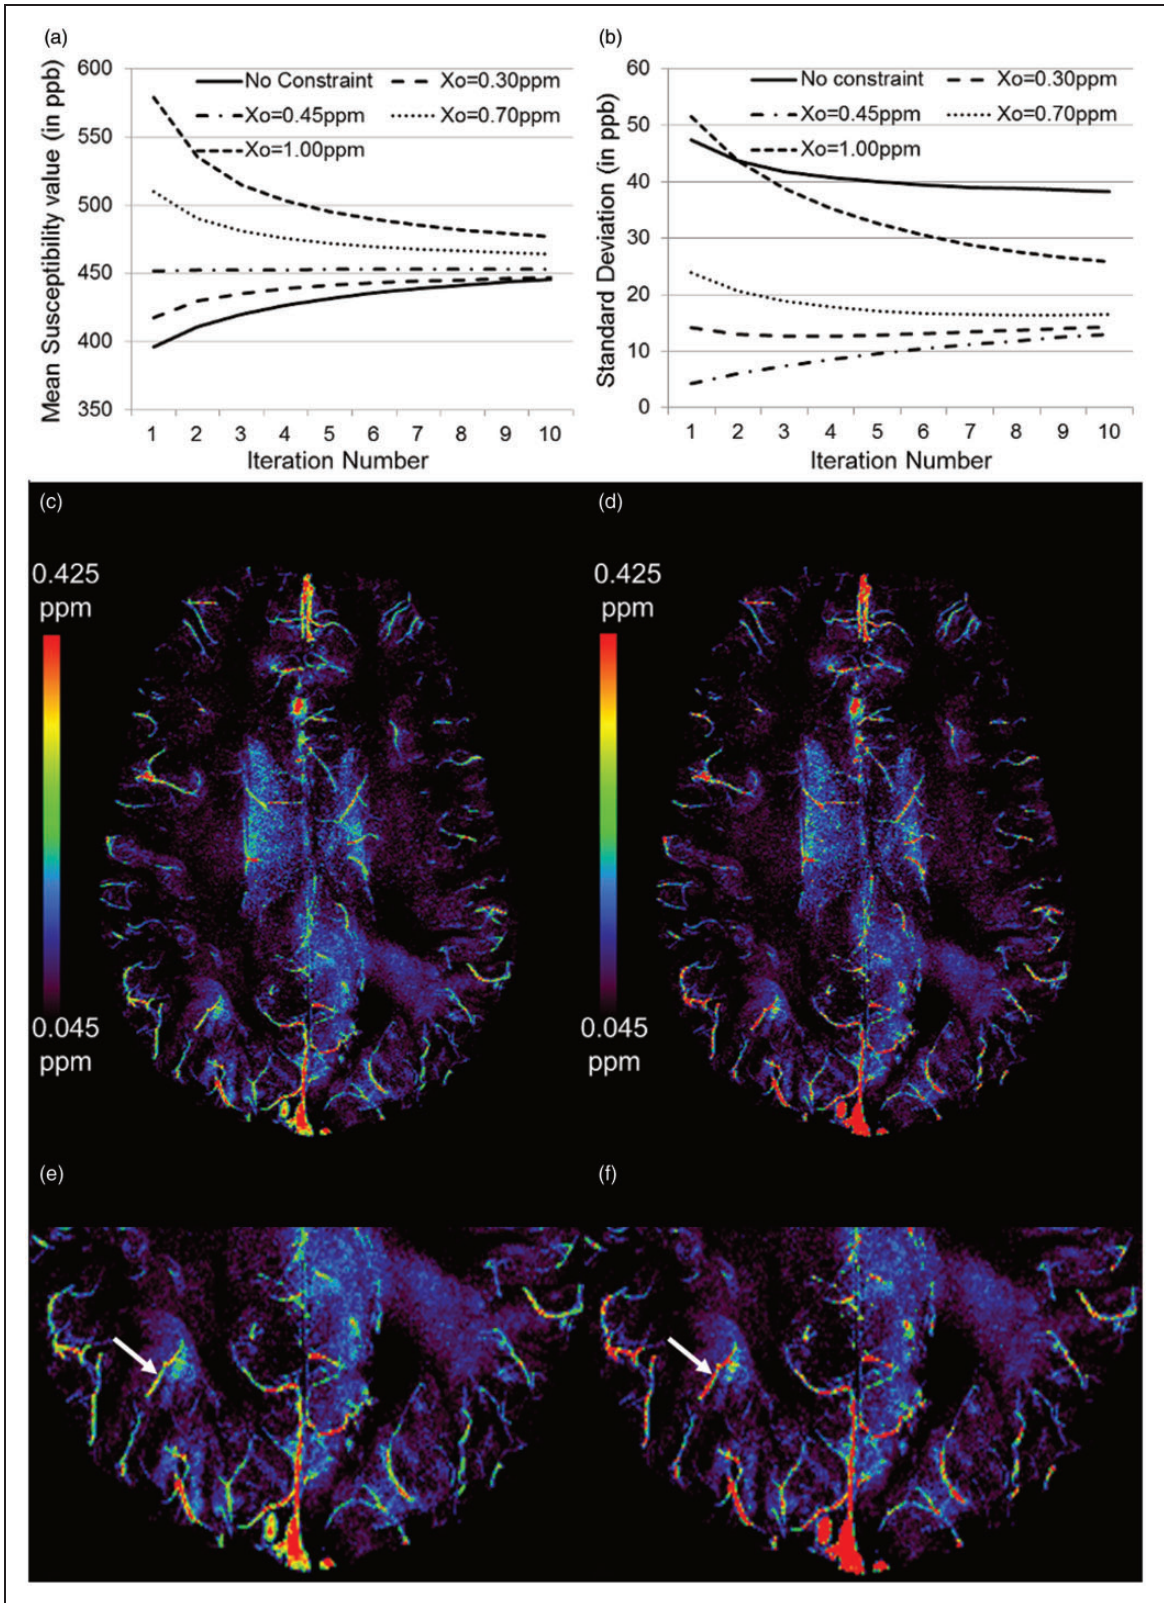 (a)
Mean Susceptibility value (in ppb)
600
550
500
450
400
350
No Constraint
Xo=0.30ppm
Xo=0.45ppm
Xo=0.70ppm
Xo=1.00ppm
1 2 3 4 5 6 7 8 9 10
Iteration Number
(b)
Standard Deviation (in ppb)
60
50
40
30
20
10
0
No constraint
Xo=0.30ppm
Xo=0.45ppm
Xo=0.70ppm
Xo=1.00ppm
1 2 3 4 5 6 7 8 9 10
Iteration Number
(c)
0.425
ppm
0.045
ppm
(d)
0.425
ppm
0.045
ppm
(e)
(f)